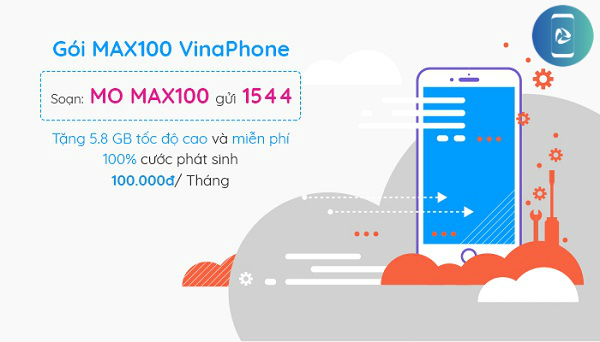 Gói MAX100 VinaPhone
Soạn: MO MAX100 gửi 1544
Tặng 5.8 GB tốc độ cao và miễn phí
100% cước phát sinh
100.000đ/ Tháng